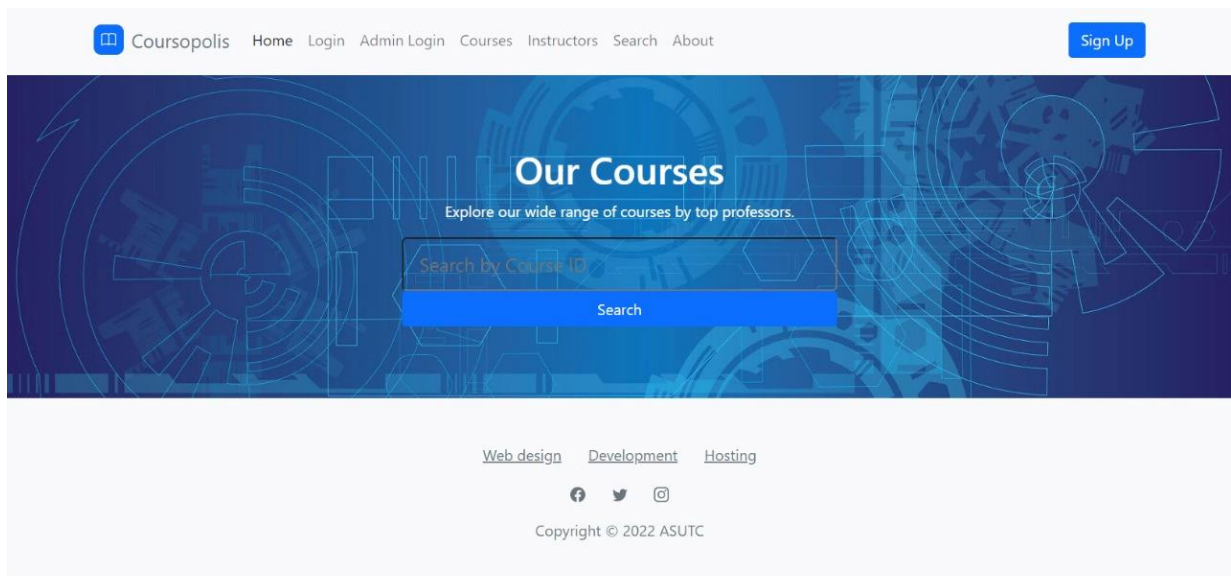 Coursopolis Home Login Admin Login Courses Instructors Search About Sign Up
Our Courses
Explore our wide range of courses by top professors.
Search by Course ID
Search
Web design Development Hosting
Copyright © 2022 ASUTC